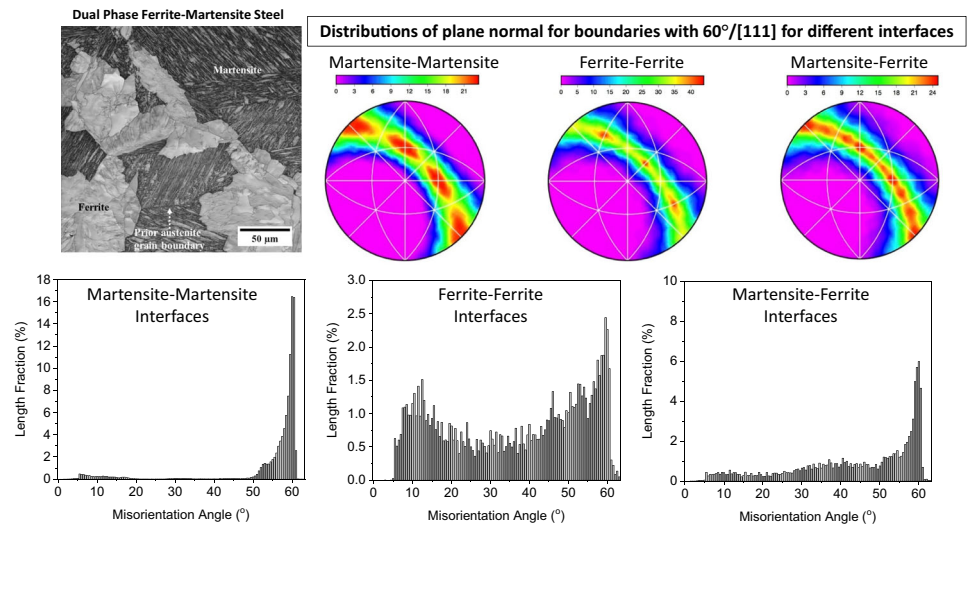 Dual Phase Ferrite-Martensite Steel
Distributions of plane normal for boundaries with 60°/[111] for different interfaces
Martensite
Ferrite
Prior austenite
grain boundary
50 μm
Martensite-Martensite
0 3 6 9 12 15 18 21
Ferrite-Ferrite
0 5 10 15 20 25 30 35 40
Martensite-Ferrite
0 3 6 9 12 15 18 21 24
Martensite-Martensite
Interfaces
Length Fraction (%)
18
16
14
12
10
8
6
4
2
0
0 10 20 30 40 50 60
Misorientation Angle (°)
Ferrite-Ferrite
Interfaces
Length Fraction (%)
3.0
2.5
2.0
1.5
1.0
0.5
0.0
0 10 20 30 40 50 60
Misorientation Angle (°)
Martensite-Ferrite
Interfaces
Length Fraction (%)
10
8
6
4
2
0
0 10 20 30 40 50 60
Misorientation Angle (°)